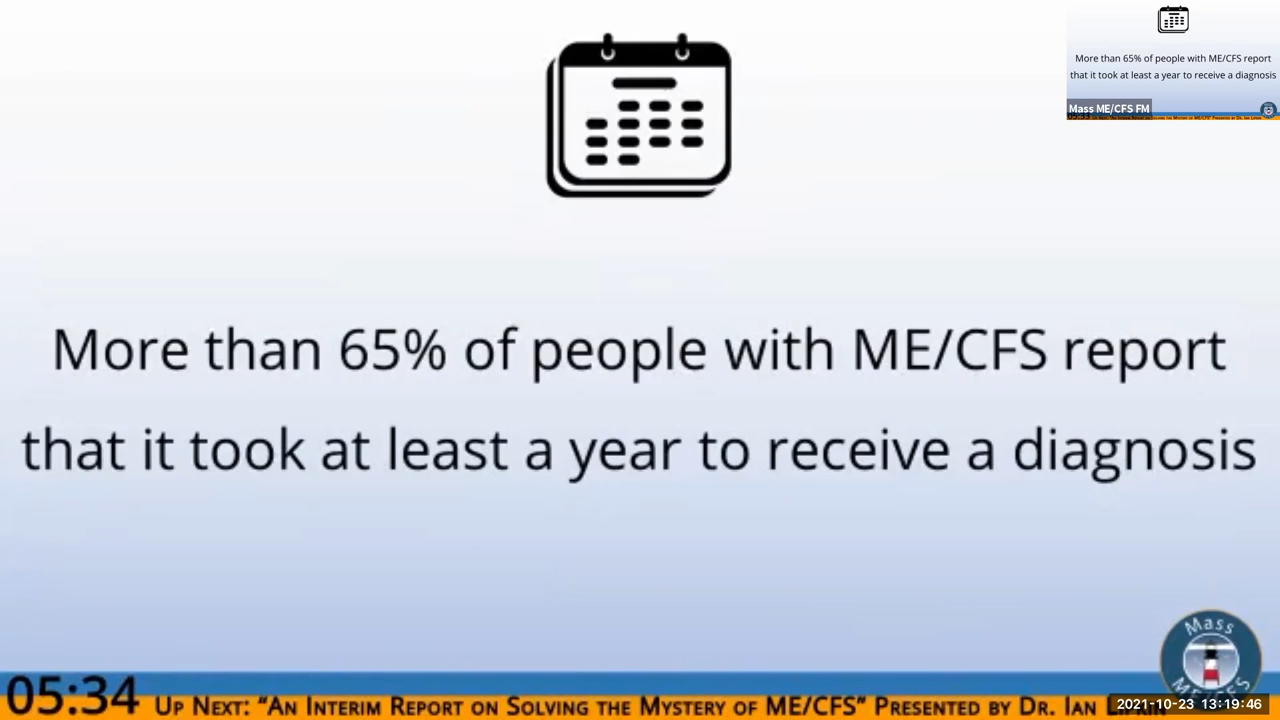 More than 65% of people with ME/CFS report
that it took at least a year to receive a diagnosis
More than 65% of people with ME/CFS report
that it took at least a year to receive a diagnosis
Mass ME/CFS FM
Mass
ME/CFS
05:34 Up Next: “An Interim Report on Solving the Mystery of ME/CFS” Presented by Dr. Ian
2021-10-23 13:19:46